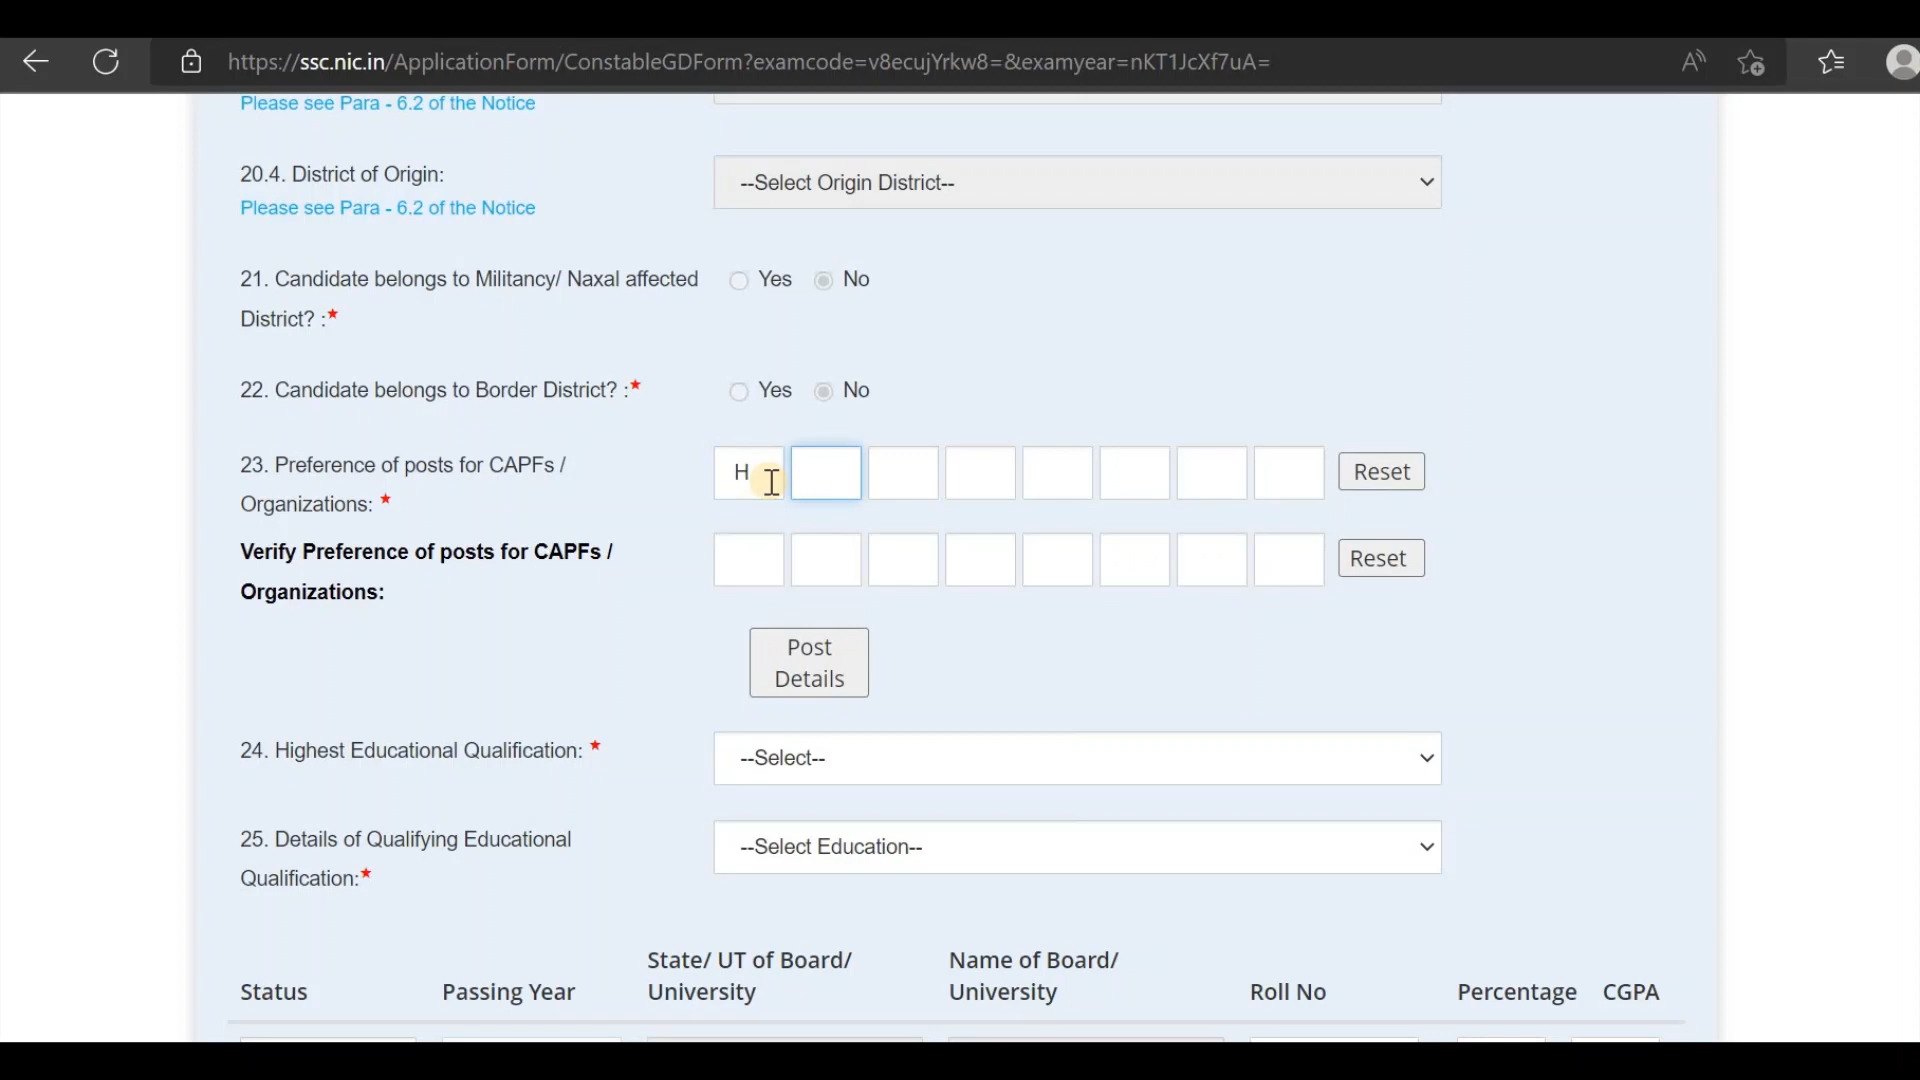 https://ssc.nic.in/ApplicationForm/ConstableGDForm?examcode=v8ecujYrkw8=&examyear=nKT1JcXf7uA=
Please see Para - 6.2 of the Notice
20.4. District of Origin:
--Select Origin District--
Please see Para - 6.2 of the Notice
21. Candidate belongs to Militancy/ Naxal affected
District? :*
Yes No
22. Candidate belongs to Border District? :*
Yes No
23. Preference of posts for CAPFs /
Organizations: *
H
Reset
Verify Preference of posts for CAPFs /
Organizations:
Reset
Post
Details
24. Highest Educational Qualification: *
--Select--
25. Details of Qualifying Educational
Qualification:*
--Select Education--
Status
Passing Year
State/ UT of Board/
University
Name of Board/
University
Roll No
Percentage
CGPA